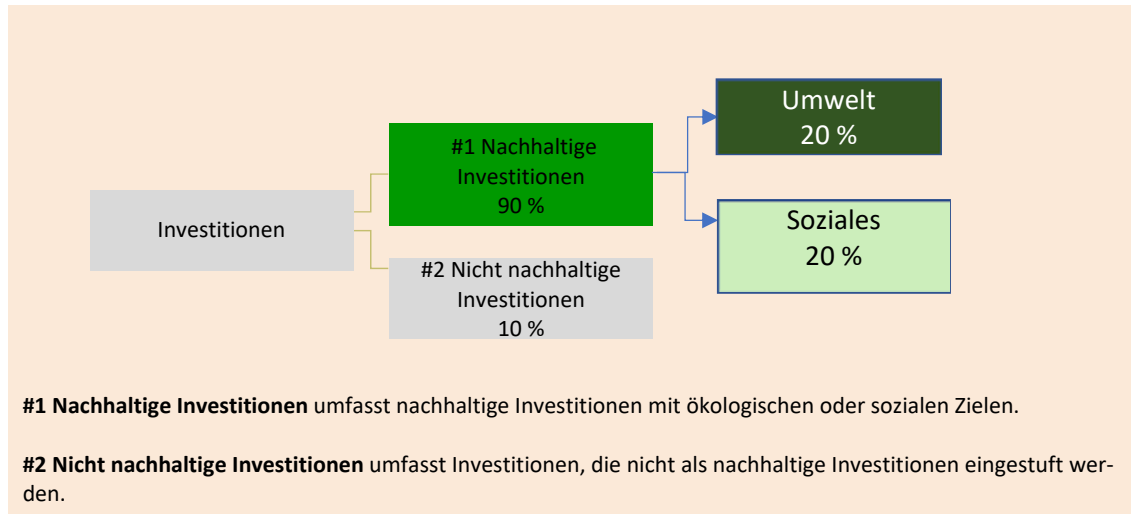 Umwelt
20 %
#1 Nachhaltige
Investitionen
90 %
Investitionen
Soziales
20 %
#2 Nicht nachhaltige
Investitionen
10 %
#1 Nachhaltige Investitionen umfasst nachhaltige Investitionen mit ökologischen oder sozialen Zielen.
#2 Nicht nachhaltige Investitionen umfasst Investitionen, die nicht als nachhaltige Investitionen eingestuft wer-
den.